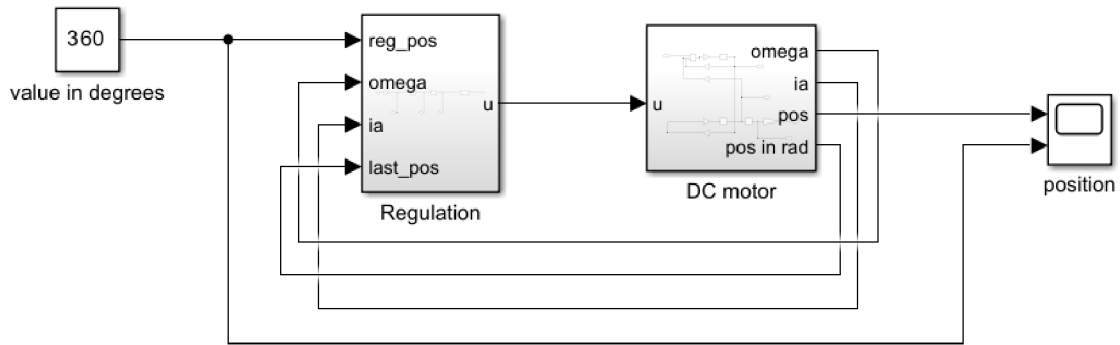 360
value in degrees
reg_pos
omega
ia
last_pos
u
Regulation
u
omega
ia
pos
pos in rad
DC motor
position